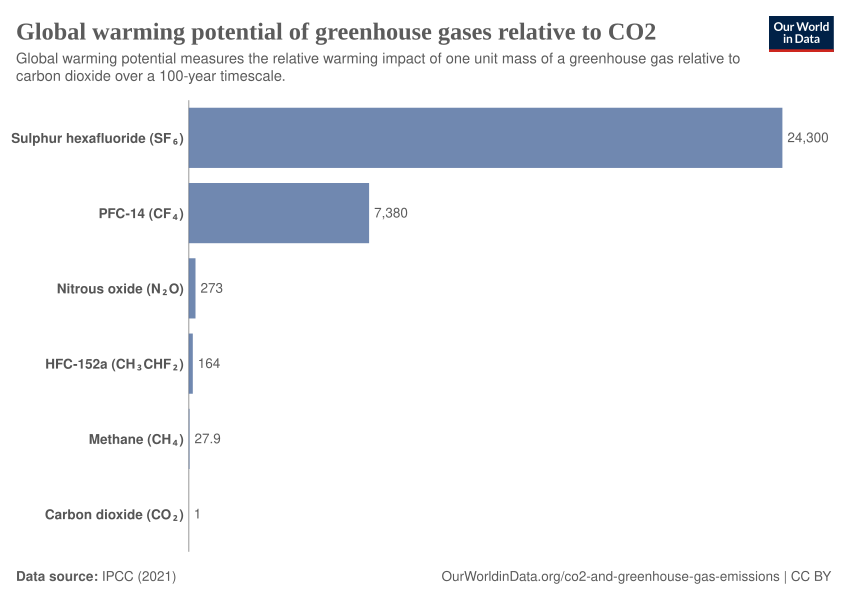 Global warming potential of greenhouse gases relative to CO2
Our World
in Data
Global warming potential measures the relative warming impact of one unit mass of a greenhouse gas relative to
carbon dioxide over a 100-year timescale.
Sulphur hexafluoride (SF₆) 24,300
PFC-14 (CF₄) 7,380
Nitrous oxide (N₂O) 273
HFC-152a (CH₃CHF₂) 164
Methane (CH₄) 27.9
Carbon dioxide (CO₂) 1
Data source: IPCC (2021)
OurWorldinData.org/co2-and-greenhouse-gas-emissions | CC BY